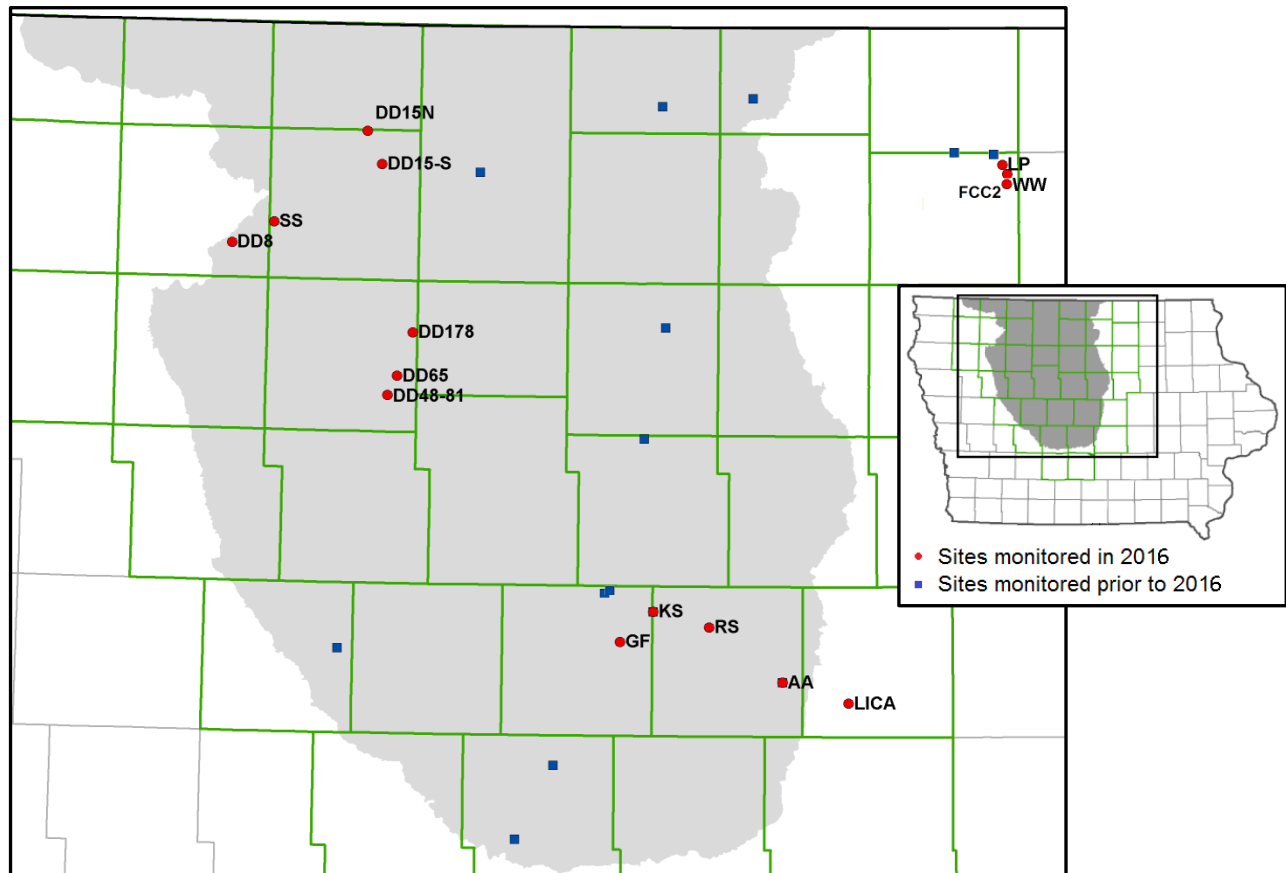 DD15N
DD15-S
LP
WW
FCC2
SS
DD8
DD178
DD65
DD48-81
Sites monitored in 2016
Sites monitored prior to 2016
KS
RS
GF
AA
LICA